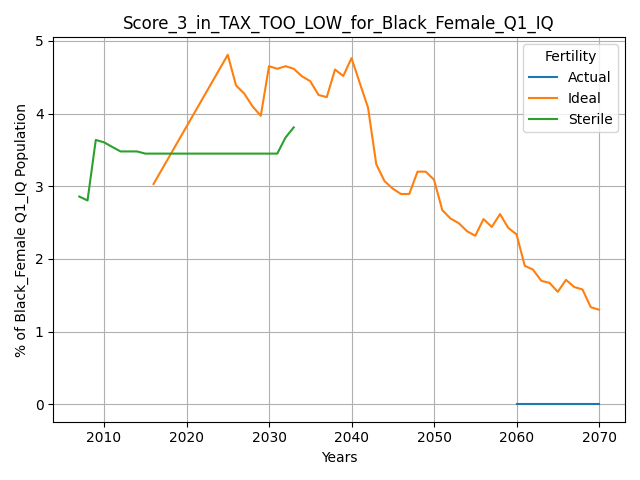 Score_3_in_TAX_TOO_LOW_for_Black_Female_Q1_IQ
% of Black_Female Q1_IQ Population
5
4
3
2
1
0
Fertility
Actual
Ideal
Sterile
2010 2020 2030 2040 2050 2060 2070
Years